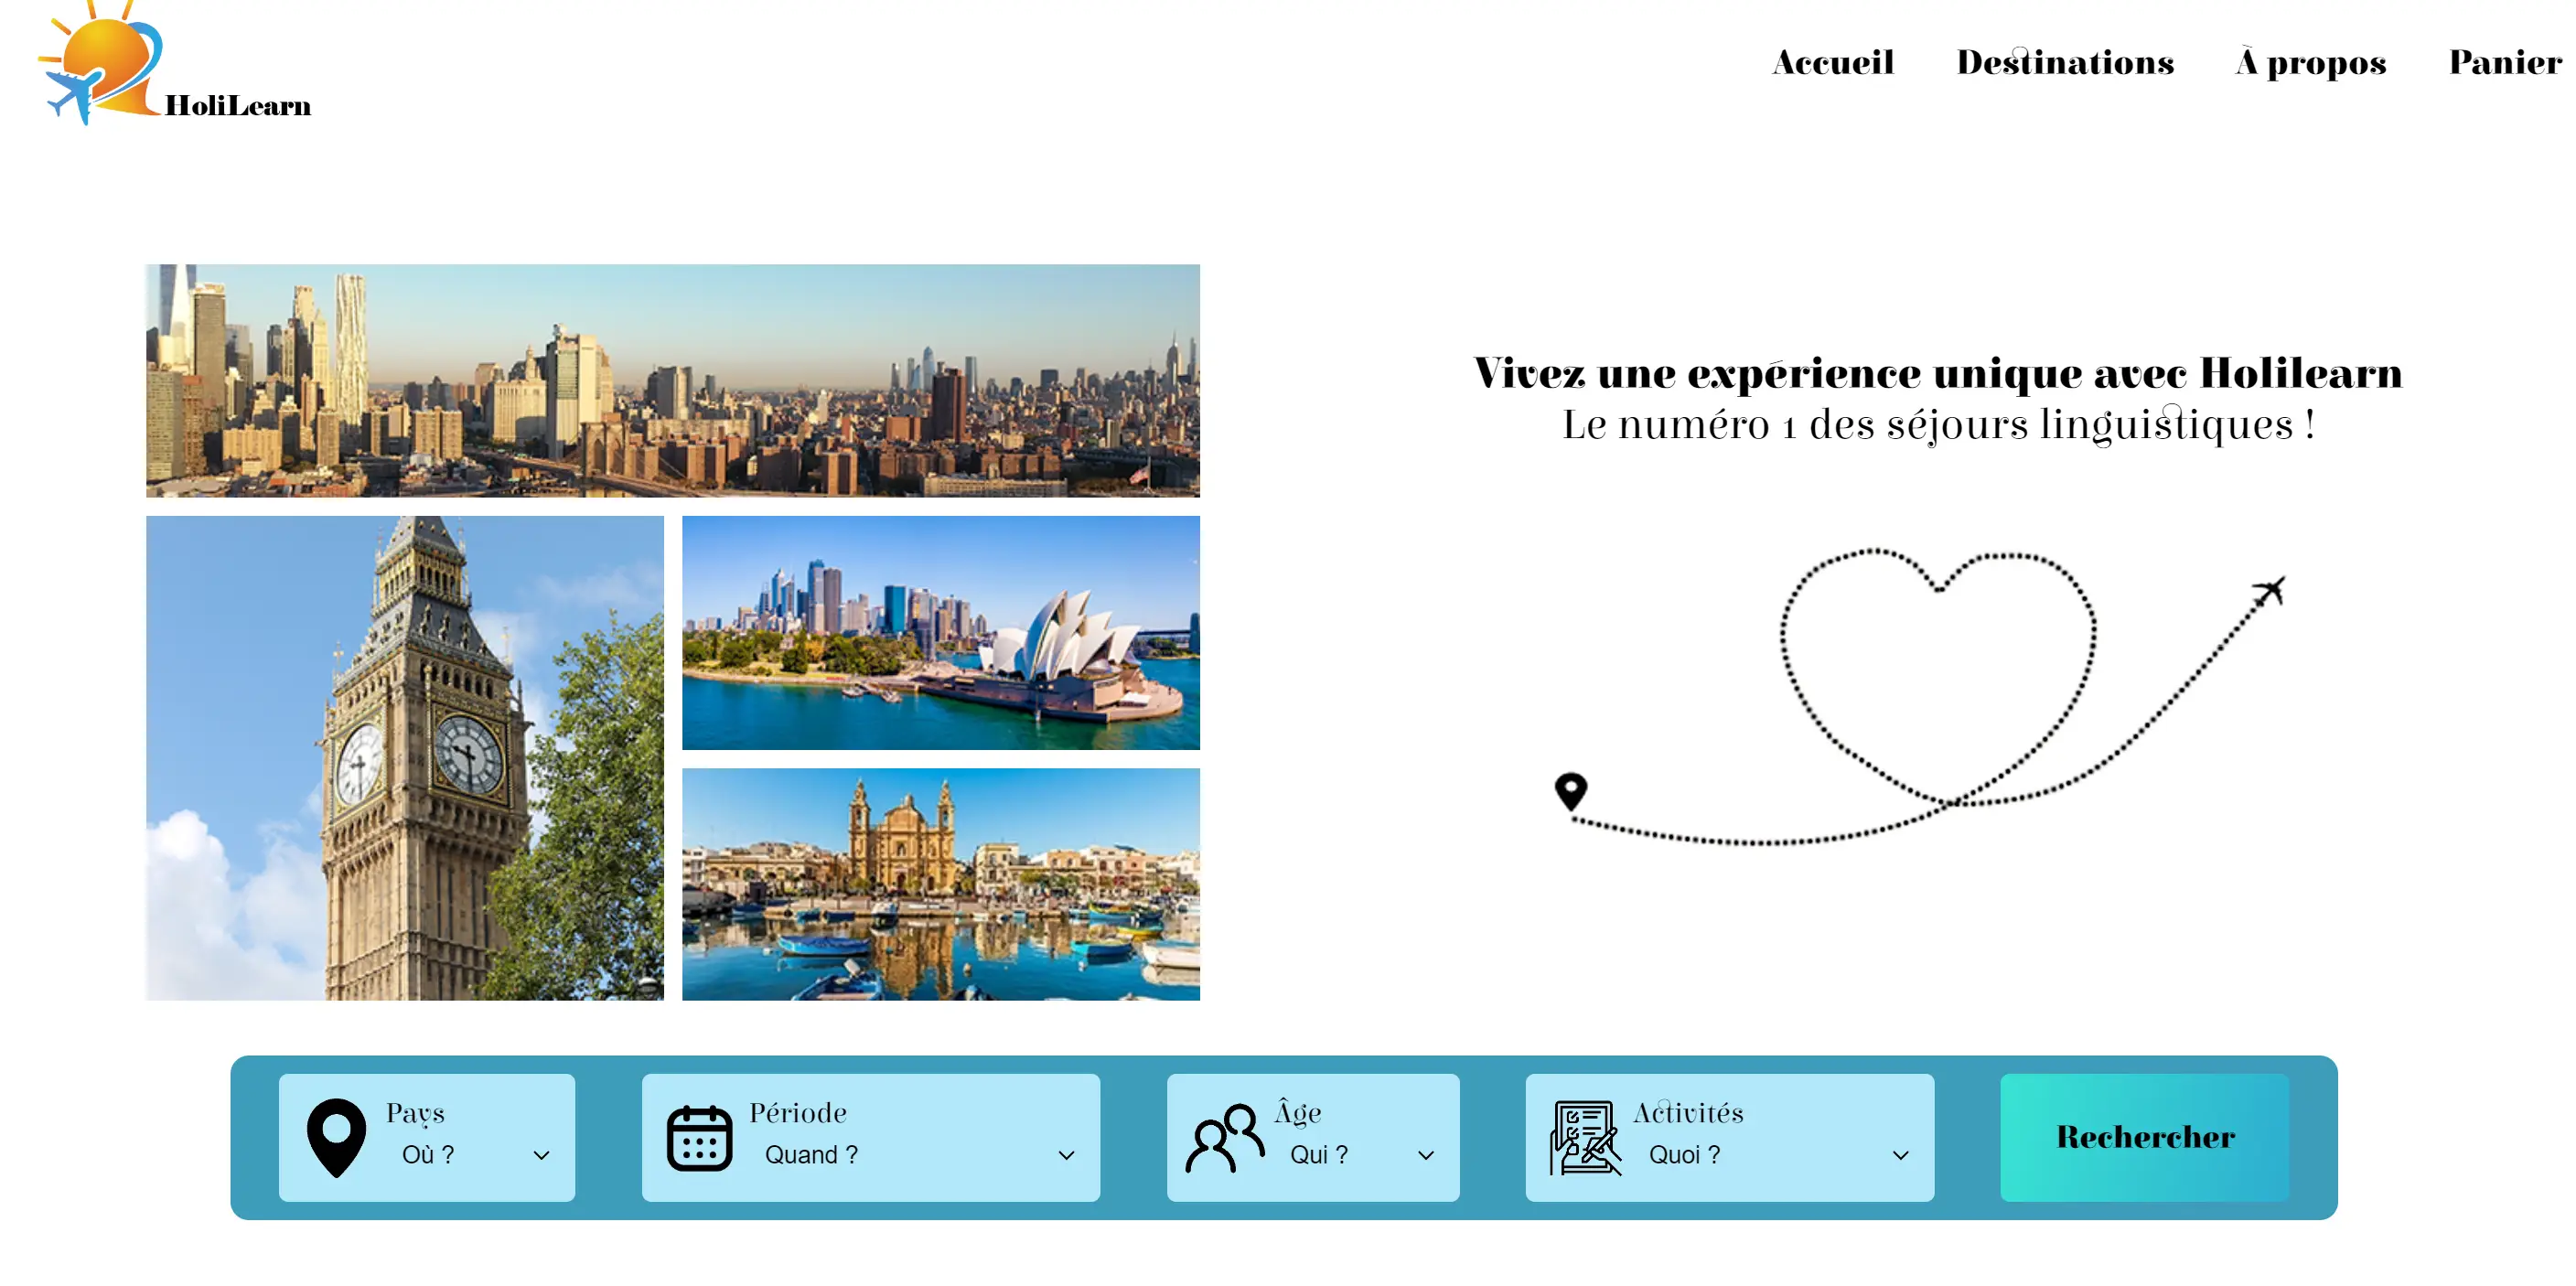 HoliLearn
Accueil Destinations À propos Panier
Vivez une expérience unique avec Holilearn
Le numéro 1 des séjours linguistiques !
Pays
Où ?
Période
Quand ?
Âge
Qui ?
Activités
Quoi ?
Rechercher